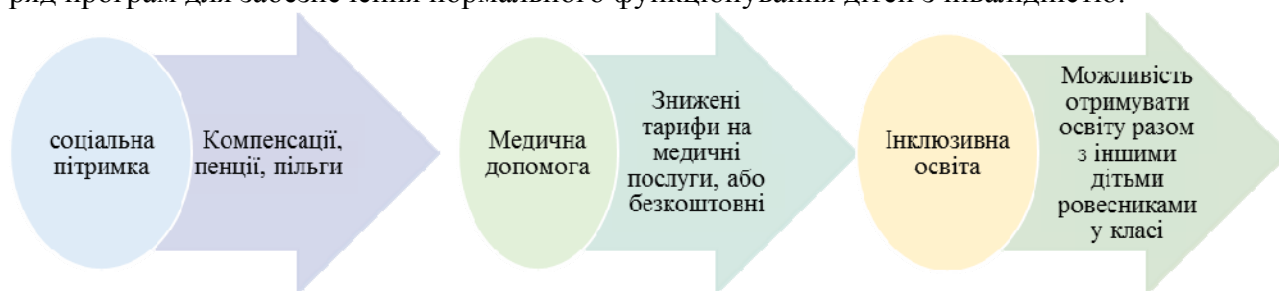 ряд програм для забезпечення нормального функціонування дітей з інвалідністю.
соціальна
пітримка
Компенсації,
пенції, пільги
Медична
допомога
Знижені
тарифи на
медичні
послуги, або
безкоштовні
Інклюзивна
освіта
Можливість
отримувати
освіту разом
з іншими
дітьми
ровесниками
у класі